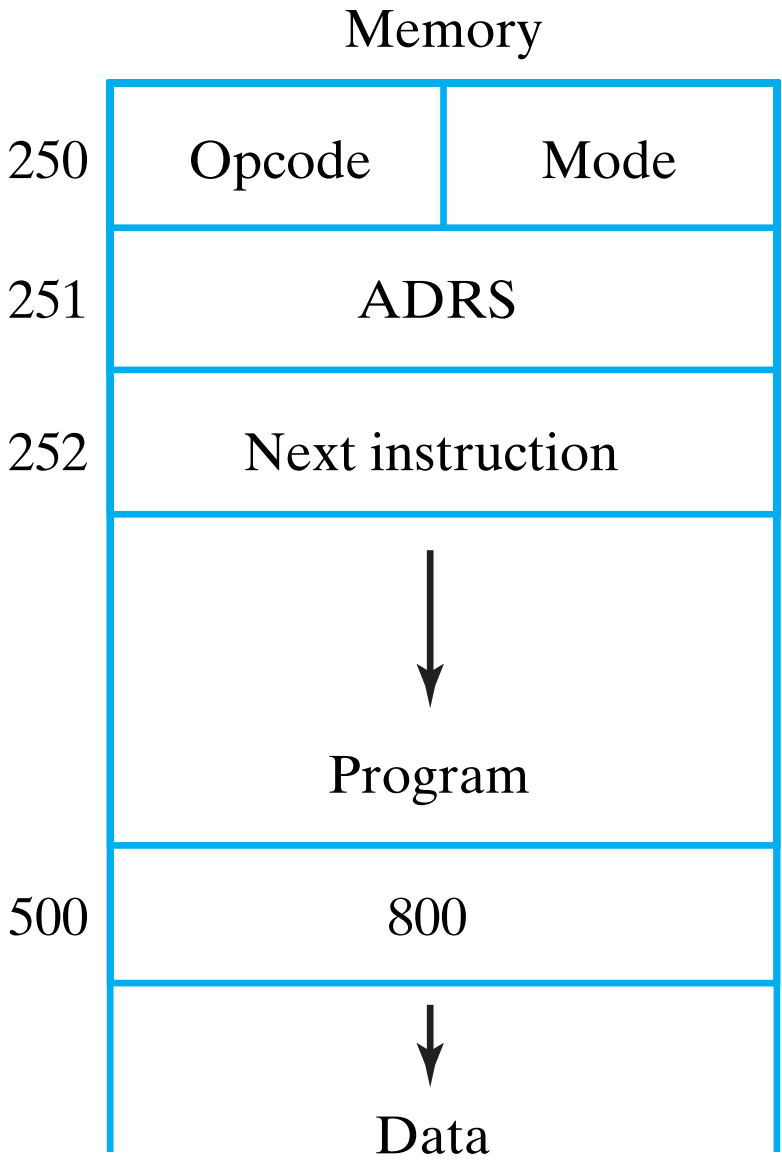 Memory
250 Opcode Mode
251 ADRS
252 Next instruction
Program
500 800
Data